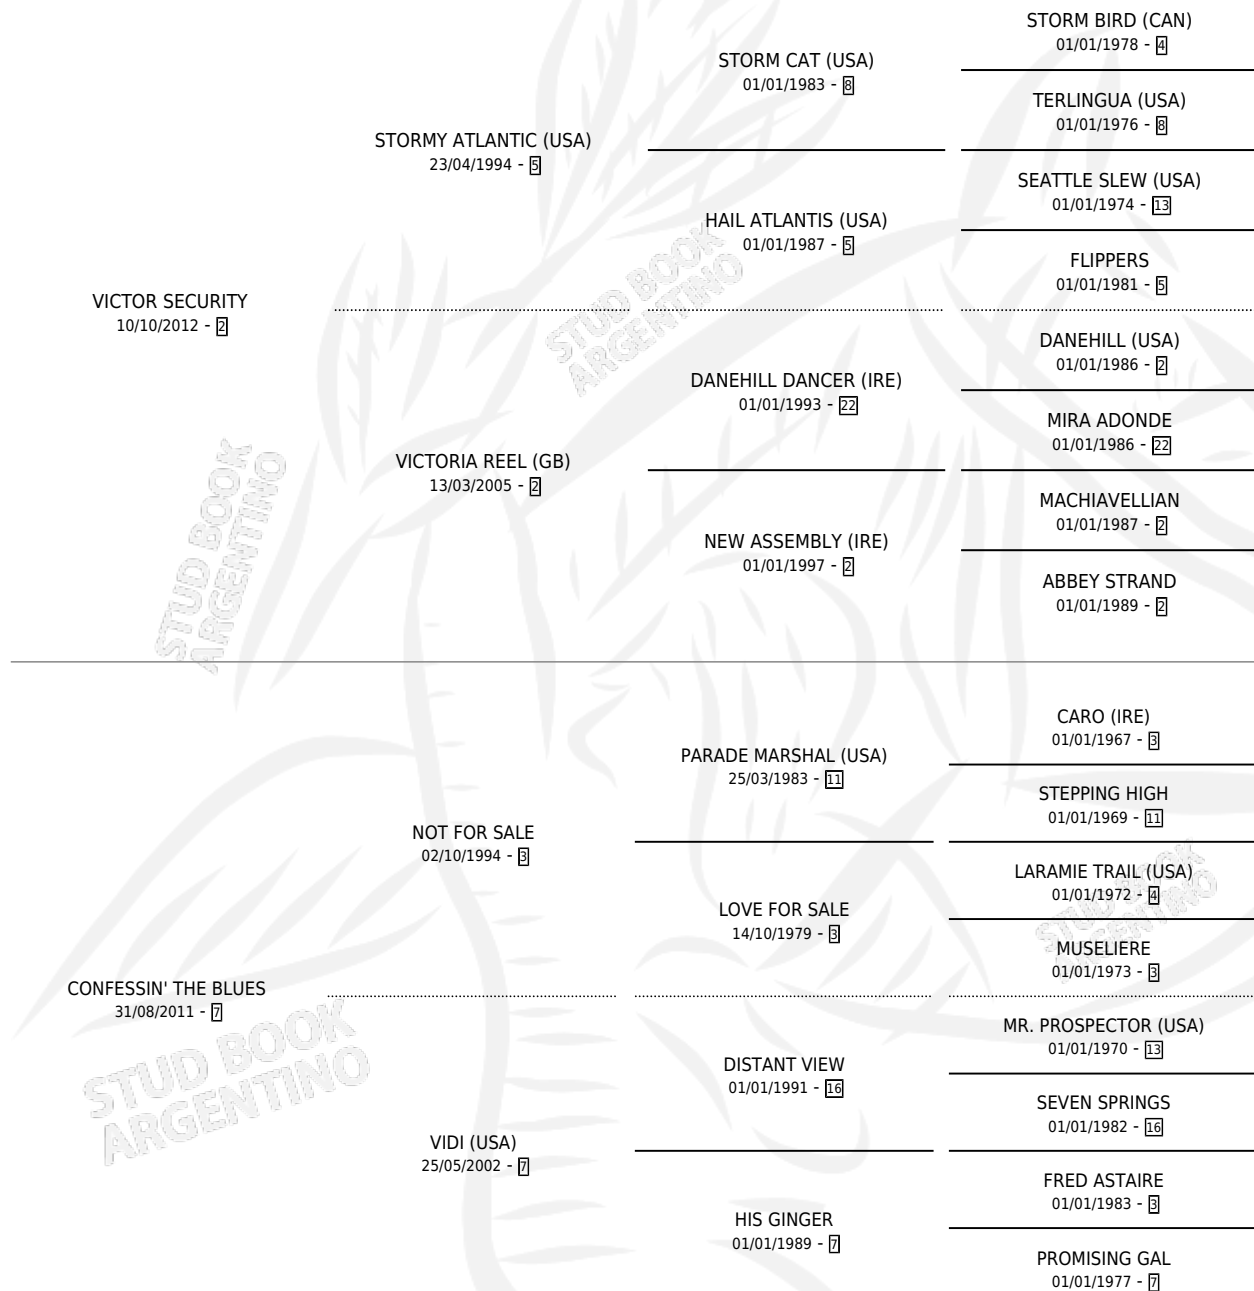 STORM BIRD (CAN)
01/01/1978 - 4
STORM CAT (USA)
01/01/1983 - 8
TERLINGUA (USA)
01/01/1976 - 8
STORMY ATLANTIC (USA)
23/04/1994 - 5
SEATTLE SLEW (USA)
01/01/1974 - 13
HAIL ATLANTIS (USA)
01/01/1987 - 5
FLIPPERS
01/01/1981 - 5
VICTOR SECURITY
10/10/2012 - 2
DANEHILL (USA)
01/01/1986 - 2
DANEHILL DANCER (IRE)
01/01/1993 - 22
MIRA ADONDE
01/01/1986 - 22
VICTORIA REEL (GB)
13/03/2005 - 2
MACHIAVELLIAN
01/01/1987 - 2
NEW ASSEMBLY (IRE)
01/01/1997 - 2
ABBEY STRAND
01/01/1989 - 2
CARO (IRE)
01/01/1967 - 3
PARADE MARSHAL (USA)
25/03/1983 - 11
STEPPING HIGH
01/01/1969 - 11
NOT FOR SALE
02/10/1994 - 3
LARAMIE TRAIL (USA)
01/01/1972 - 4
LOVE FOR SALE
14/10/1979 - 3
MUSELIERE
01/01/1973 - 3
CONFESSIN' THE BLUES
31/08/2011 - 7
MR. PROSPECTOR (USA)
01/01/1970 - 13
DISTANT VIEW
01/01/1991 - 16
SEVEN SPRINGS
01/01/1982 - 16
VIDI (USA)
25/05/2002 - 7
FRED ASTAIRE
01/01/1983 - 3
HIS GINGER
01/01/1989 - 7
PROMISING GAL
01/01/1977 - 7
STUD BOOK
ARGENTINO
STUD BOOK
ARGENTINO
STUD BOOK
ARGENTINO
STUD BOOK
ARGENTINO